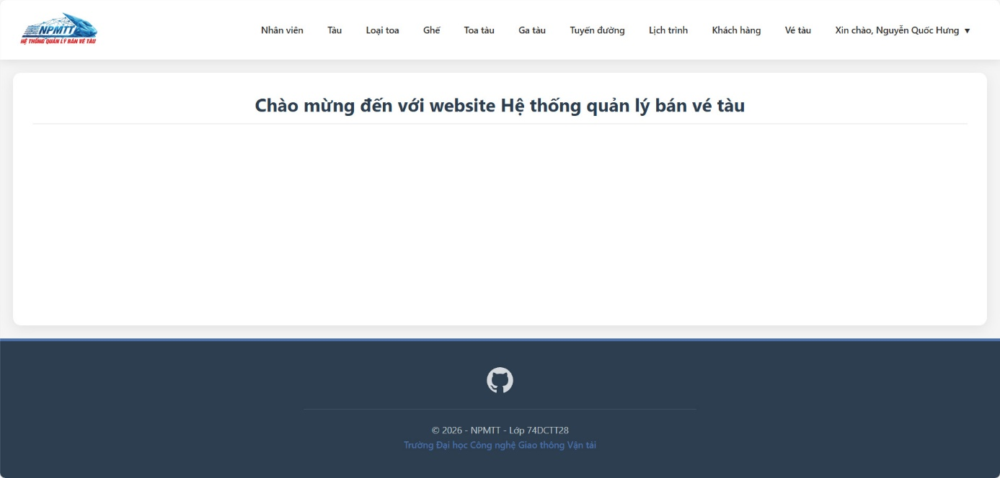 NPMTT
HỆ THỐNG QUẢN LÝ BÁN VÉ TÀU
Nhân viên Tàu Loại toa Ghế Toa tàu Ga tàu Tuyến đường Lịch trình Khách hàng Vé tàu Xin chào, Nguyễn Quốc Hưng ▼
Chào mừng đến với website Hệ thống quản lý bán vé tàu
© 2026 - NPMTT - Lớp 74DCTT28
Trường Đại học Công nghệ Giao thông Vận tải